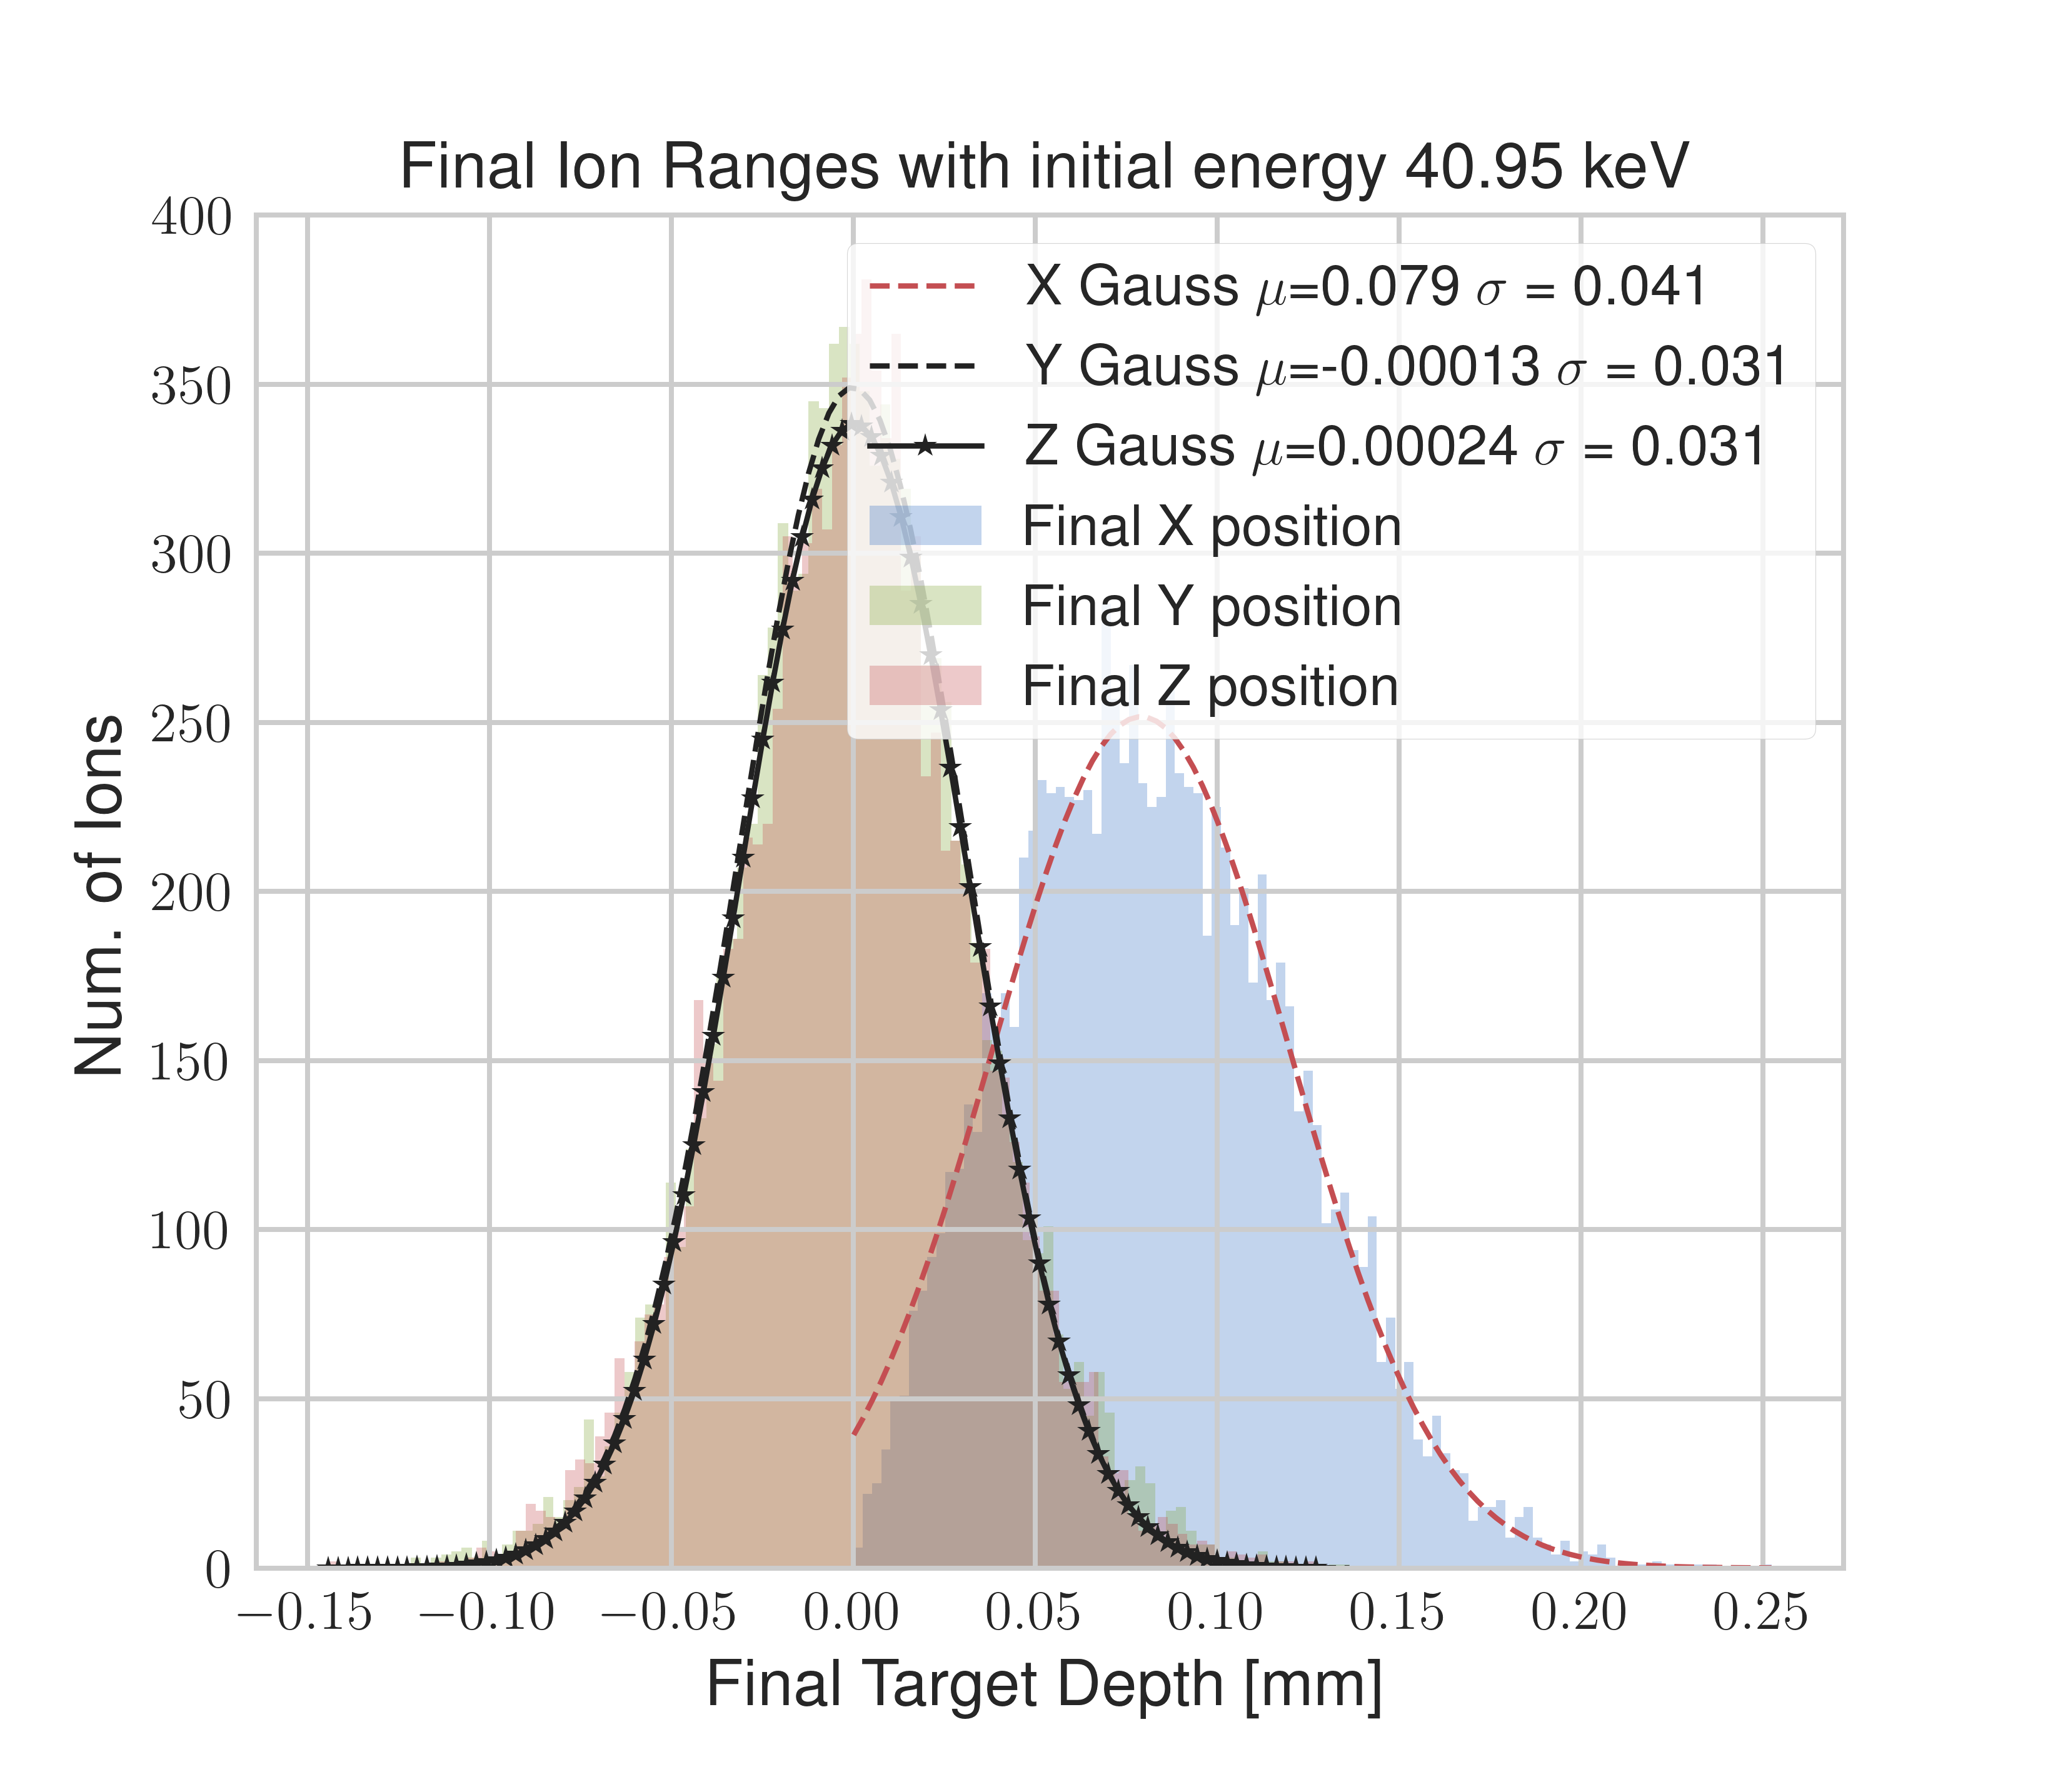 Final Ion Ranges with initial energy 40.95 keV
400
350
300
250
200
150
100
50
0
Num. of Ions
X Gauss μ=0.079 σ = 0.041
Y Gauss μ=-0.00013 σ = 0.031
Z Gauss μ=0.00024 σ = 0.031
Final X position
Final Y position
Final Z position
−0.15 −0.10 −0.05 0.00 0.05 0.10 0.15 0.20 0.25
Final Target Depth [mm]